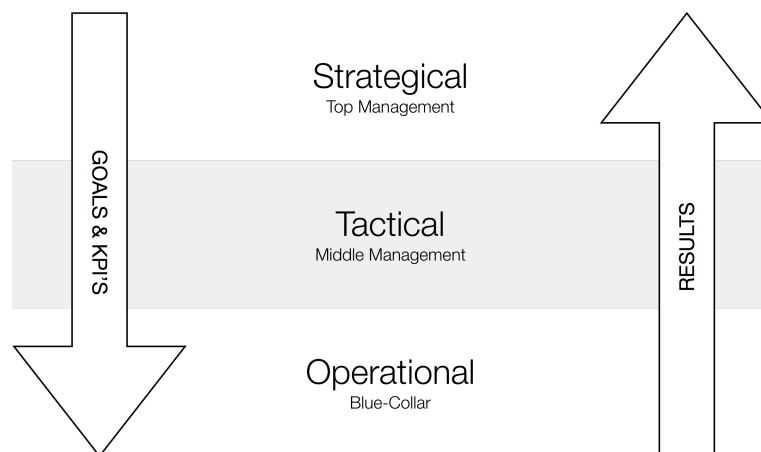 Strategical
Top Management
GOALS & KPI'S
Tactical
Middle Management
RESULTS
Operational
Blue-Collar